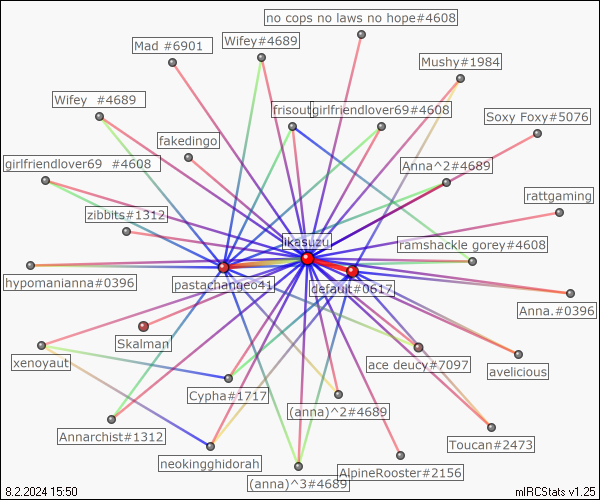 no cops no laws no hope#4608
Mad #6901
Wifey#4689
Mushy#1984
Wifey  #4689
frisout
girlfriendlover69#4608
Soxy Foxy#5076
fakedingo
girlfriendlover69  #4608
Anna^2#4689
rattgaming
zibbits#1312
ikasuzu
ramshackle gorey#4608
hypomanianna#0396
pastachangeo41
default#0617
Anna.#0396
Skalman
xenoyaut
ace deucy#7097
avelicious
Cypha#1717
(anna)^2#4689
Annarchist#1312
Toucan#2473
neokingghidorah
(anna)^3#4689
AlpineRooster#2156
8.2.2024 15:50
mIRCStats v1.25